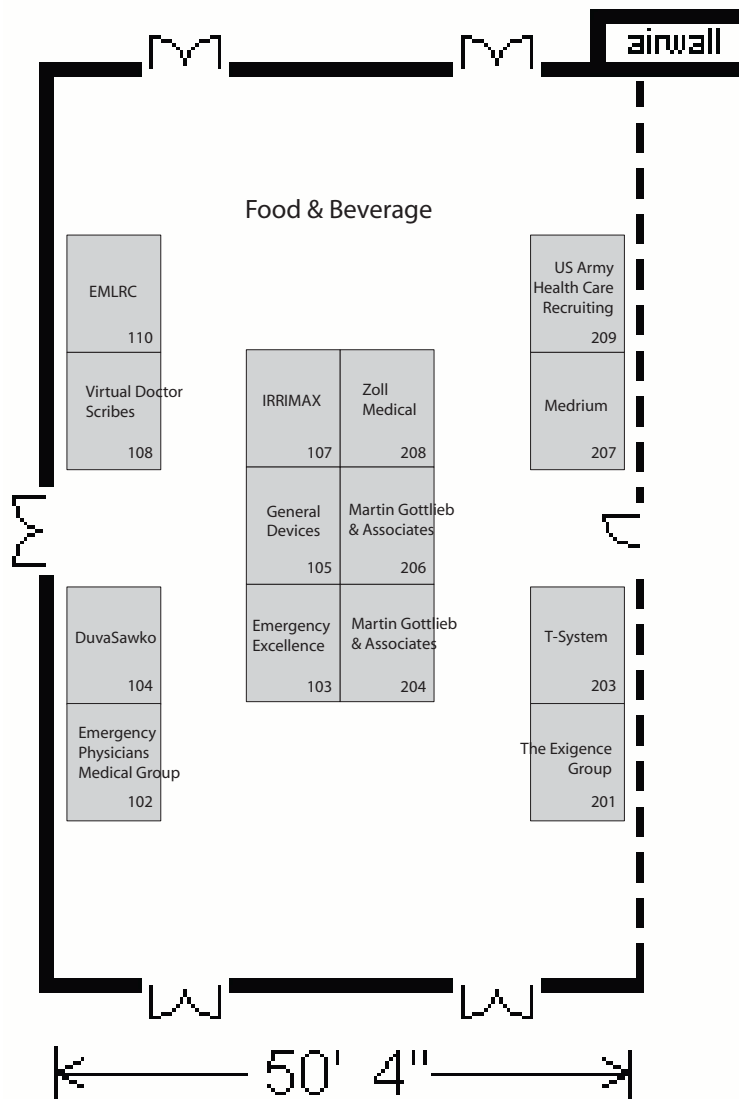 airwall
Food & Beverage
EMLRC
110
Virtual Doctor
Scribes
108
US Army
Health Care
Recruiting
209
Medrium
207
IRRIMAX
107
Zoll
Medical
208
General
Devices
105
Martin Gottlieb
& Associates
206
Emergency
Excellence
103
Martin Gottlieb
& Associates
204
DuvaSawko
104
Emergency
Physicians
Medical Group
102
T-System
203
The Exigence
Group
201
50' 4"